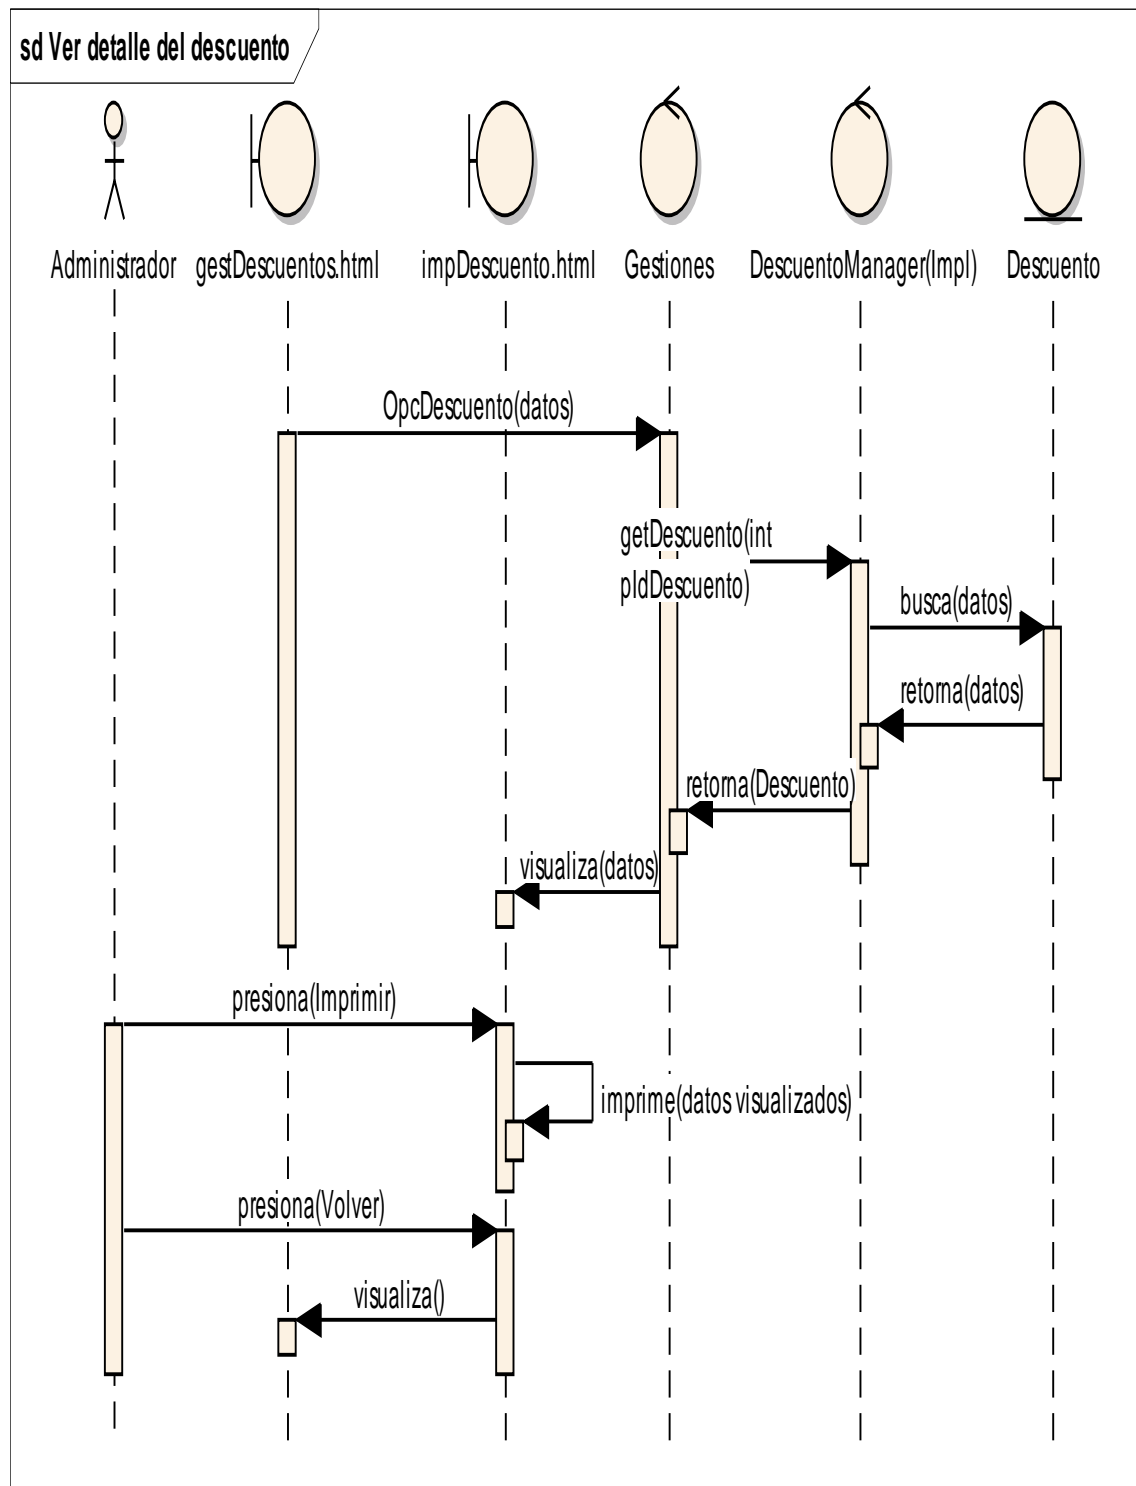 sd Ver detalle del descuento
Administrador
gestDescuentos.html
impDescuento.html
Gestiones
DescuentoManager(Impl)
Descuento
OpcDescuento(datos)
getDescuento(int
pIdDescuento)
busca(datos)
retorna(datos)
retorna(Descuento)
visualiza(datos)
presiona(Imprimir)
imprime(datos visualizados)
presiona(Volver)
visualiza()